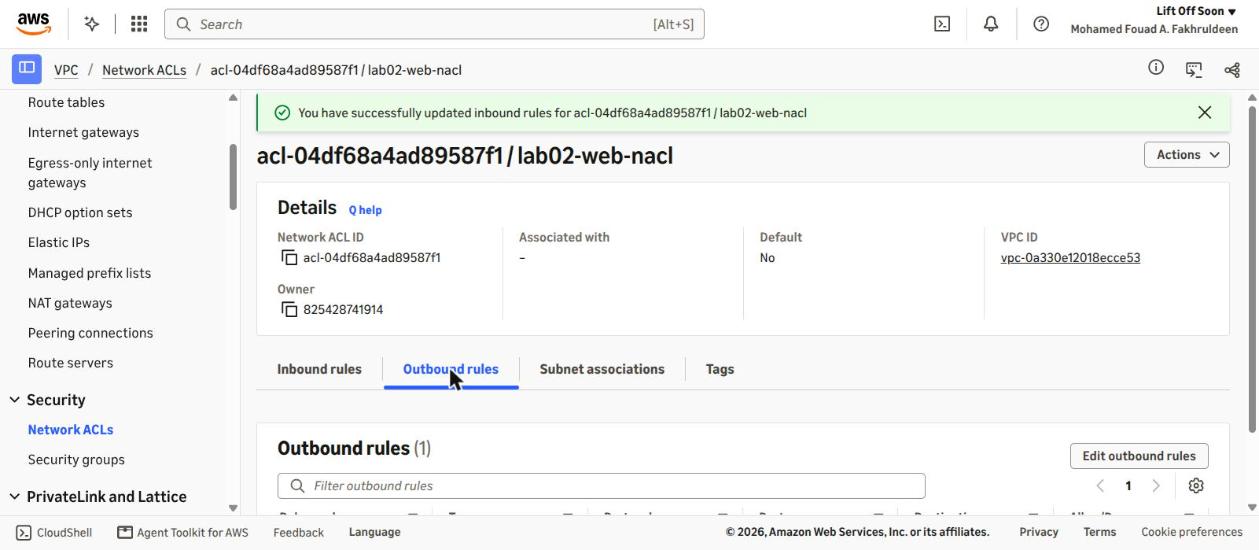 aws
Search [Alt+S]
Lift Off Soon ▼
Mohamed Fouad A. Fakhruldeen
VPC / Network ACLs / acl-04df68a4ad89587f1 / lab02-web-nacl
Route tables
Internet gateways
Egress-only internet
gateways
DHCP option sets
Elastic IPs
Managed prefix lists
NAT gateways
Peering connections
Route servers
Security
Network ACLs
Security groups
PrivateLink and Lattice
You have successfully updated inbound rules for acl-04df68a4ad89587f1 / lab02-web-nacl
acl-04df68a4ad89587f1 / lab02-web-nacl
Actions
Details Q help
Network ACL ID
acl-04df68a4ad89587f1
Associated with
–
Default
No
VPC ID
vpc-0a330e12018ecce53
Owner
825428741914
Inbound rules Outbound rules Subnet associations Tags
Outbound rules (1)
Edit outbound rules
Filter outbound rules
1
CloudShell Agent Toolkit for AWS Feedback Language © 2026, Amazon Web Services, Inc. or its affiliates. Privacy Terms Cookie preferences